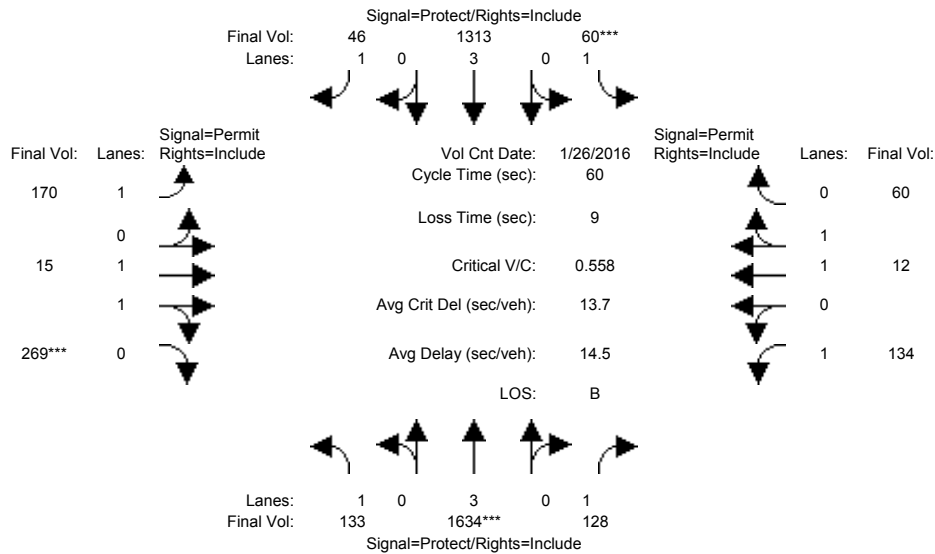 Signal=Protect/Rights=Include
Final Vol: 46 1313 60***
Lanes: 1 0 3 0 1
Signal=Permit
Final Vol: Lanes: Rights=Include
Vol Cnt Date: 1/26/2016
Signal=Permit
Rights=Include Lanes: Final Vol:
Cycle Time (sec): 60
170 1
0 60
Loss Time (sec): 9
0
1
15 1
Critical V/C: 0.558
1 12
1
Avg Crit Del (sec/veh): 13.7
0
269*** 0
Avg Delay (sec/veh): 14.5
1 134
LOS: B
Lanes: 1 0 3 0 1
Final Vol: 133 1634*** 128
Signal=Protect/Rights=Include